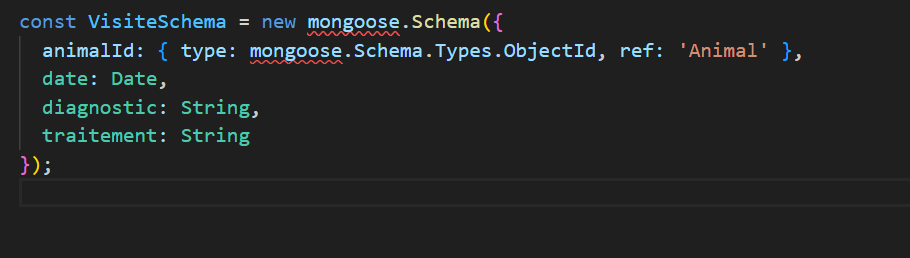 const VisiteSchema = new mongoose.Schema({
  animalId: { type: mongoose.Schema.Types.ObjectId, ref: 'Animal' },
  date: Date,
  diagnostic: String,
  traitement: String
});